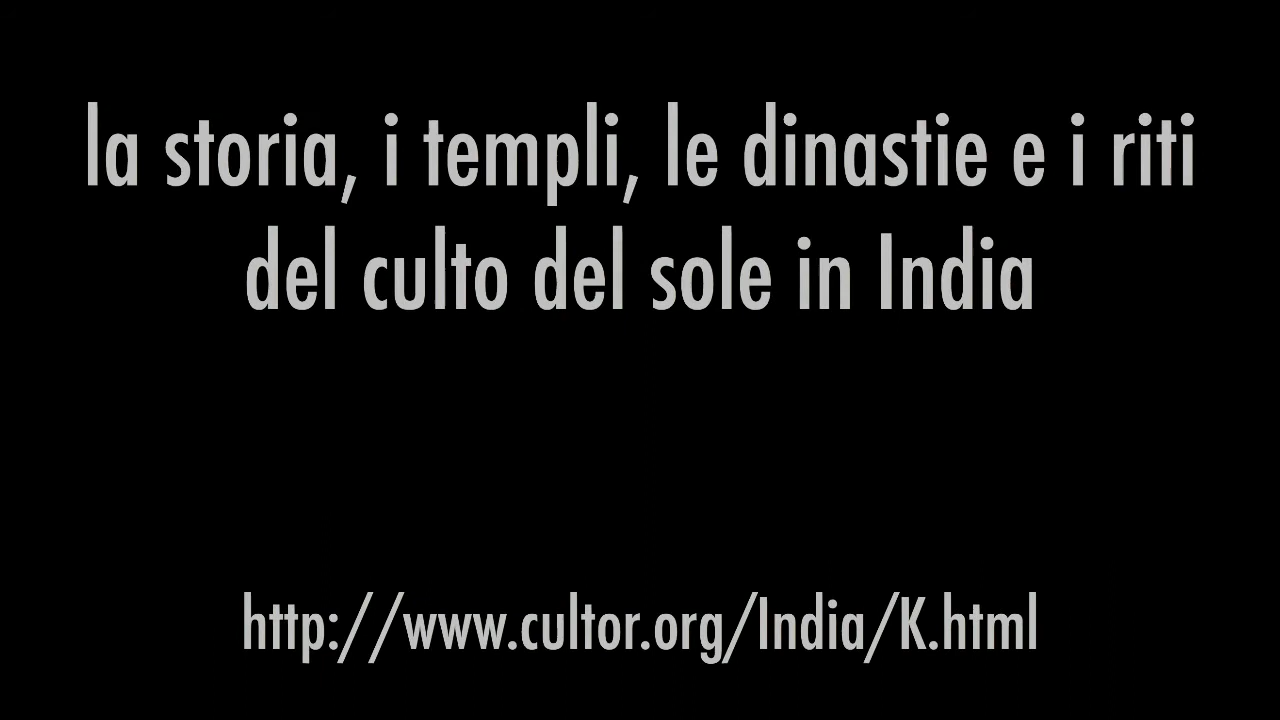 la storia, i templi, le dinastie e i riti
del culto del sole in India
http://www.cultor.org/India/K.html